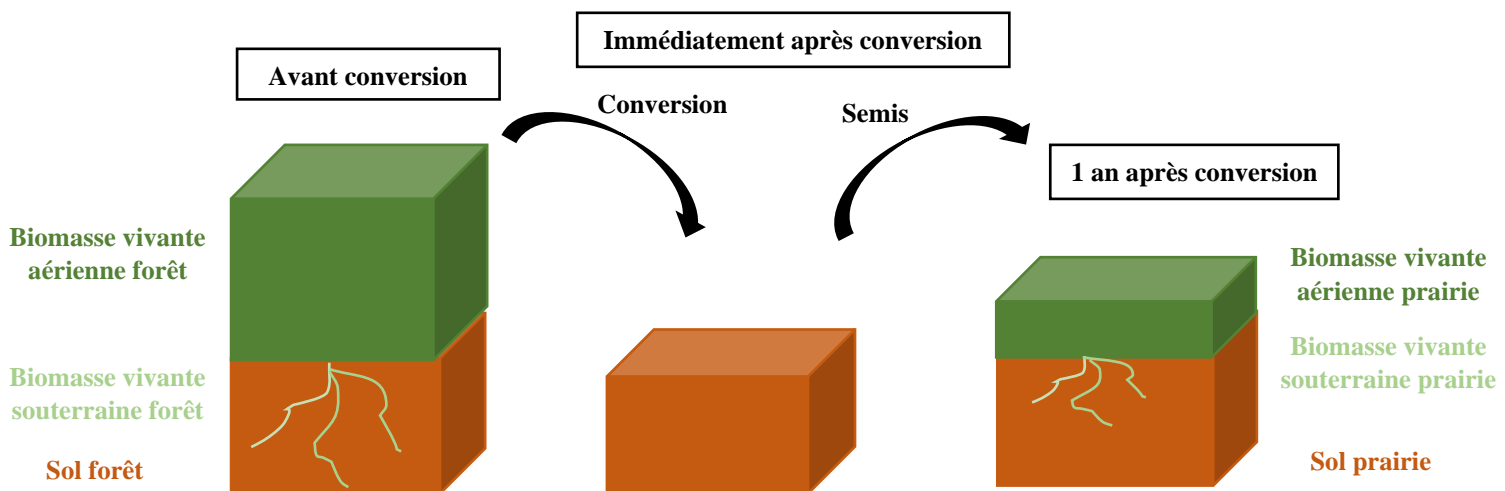 Immédiatement après conversion
Avant conversion
Conversion
Semis
1 an après conversion
Biomasse vivante
aérienne forêt
Biomasse vivante
souterraine forêt
Sol forêt
Biomasse vivante
aérienne prairie
Biomasse vivante
souterraine prairie
Sol prairie